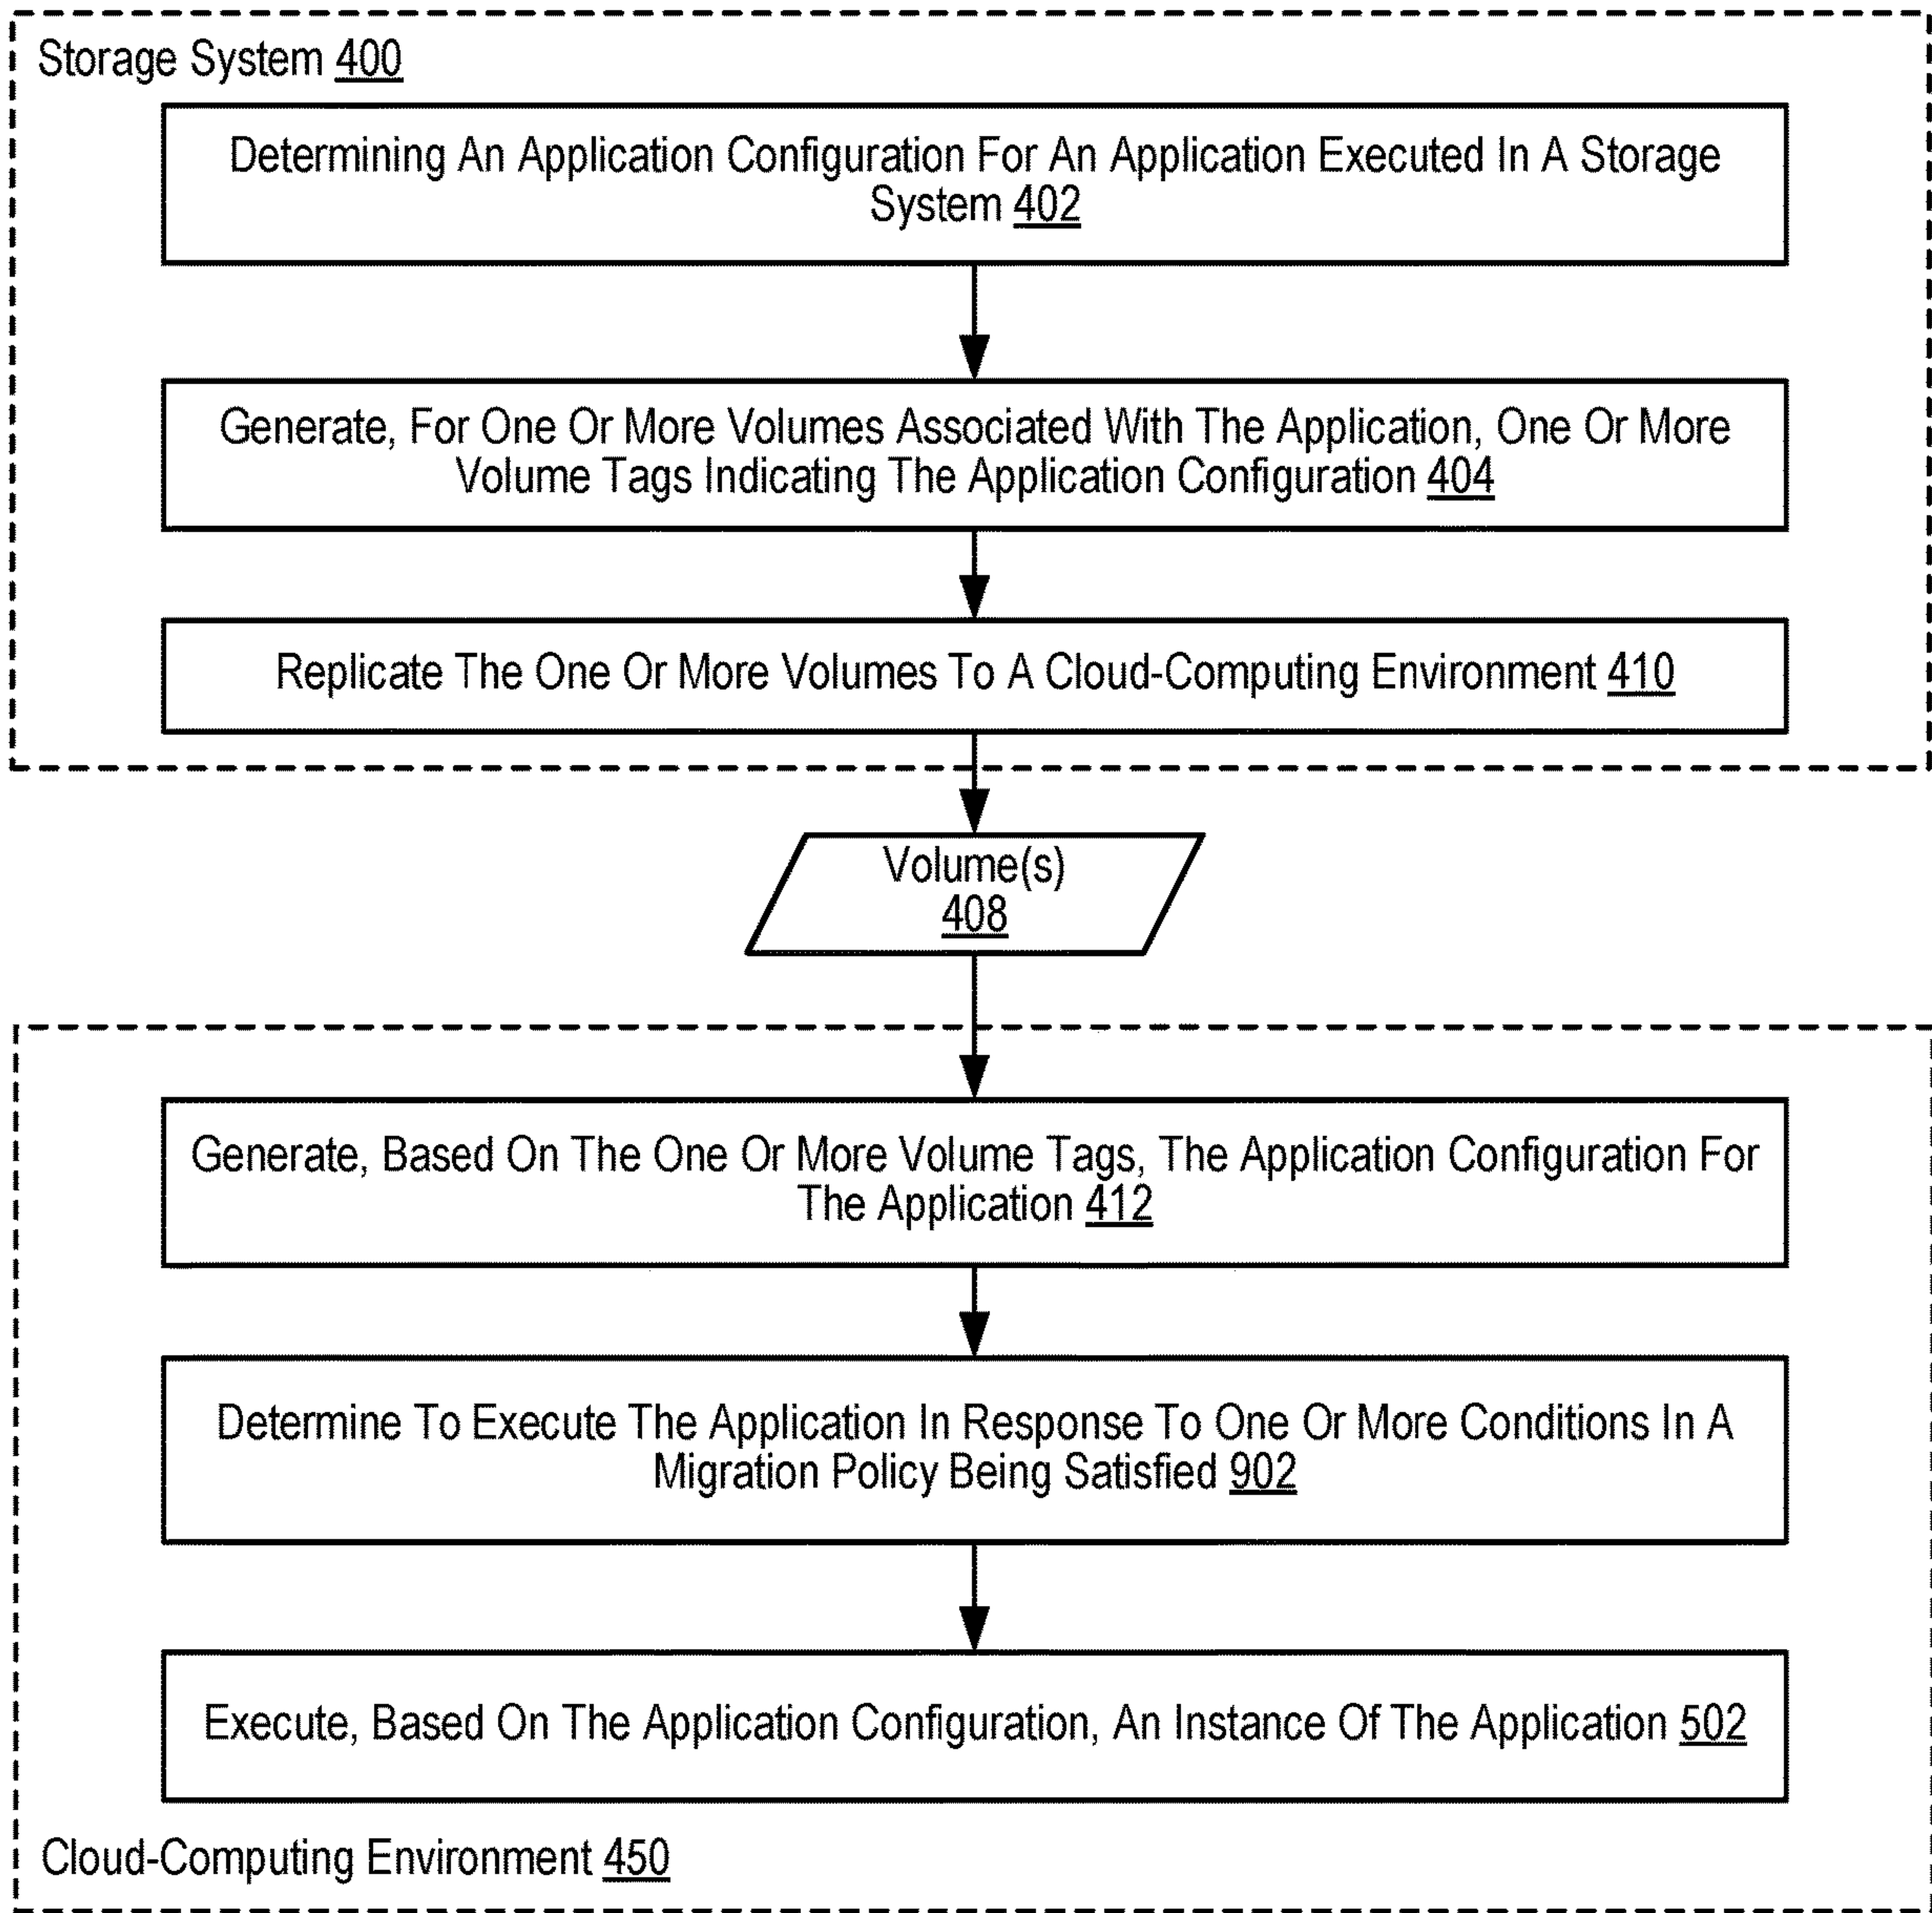 Storage System 400
Determining An Application Configuration For An Application Executed In A Storage
System 402
Generate, For One Or More Volumes Associated With The Application, One Or More
Volume Tags Indicating The Application Configuration 404
Replicate The One Or More Volumes To A Cloud-Computing Environment 410
Volume(s)
408
Generate, Based On The One Or More Volume Tags, The Application Configuration For
The Application 412
Determine To Execute The Application In Response To One Or More Conditions In A
Migration Policy Being Satisfied 902
Execute, Based On The Application Configuration, An Instance Of The Application 502
Cloud-Computing Environment 450